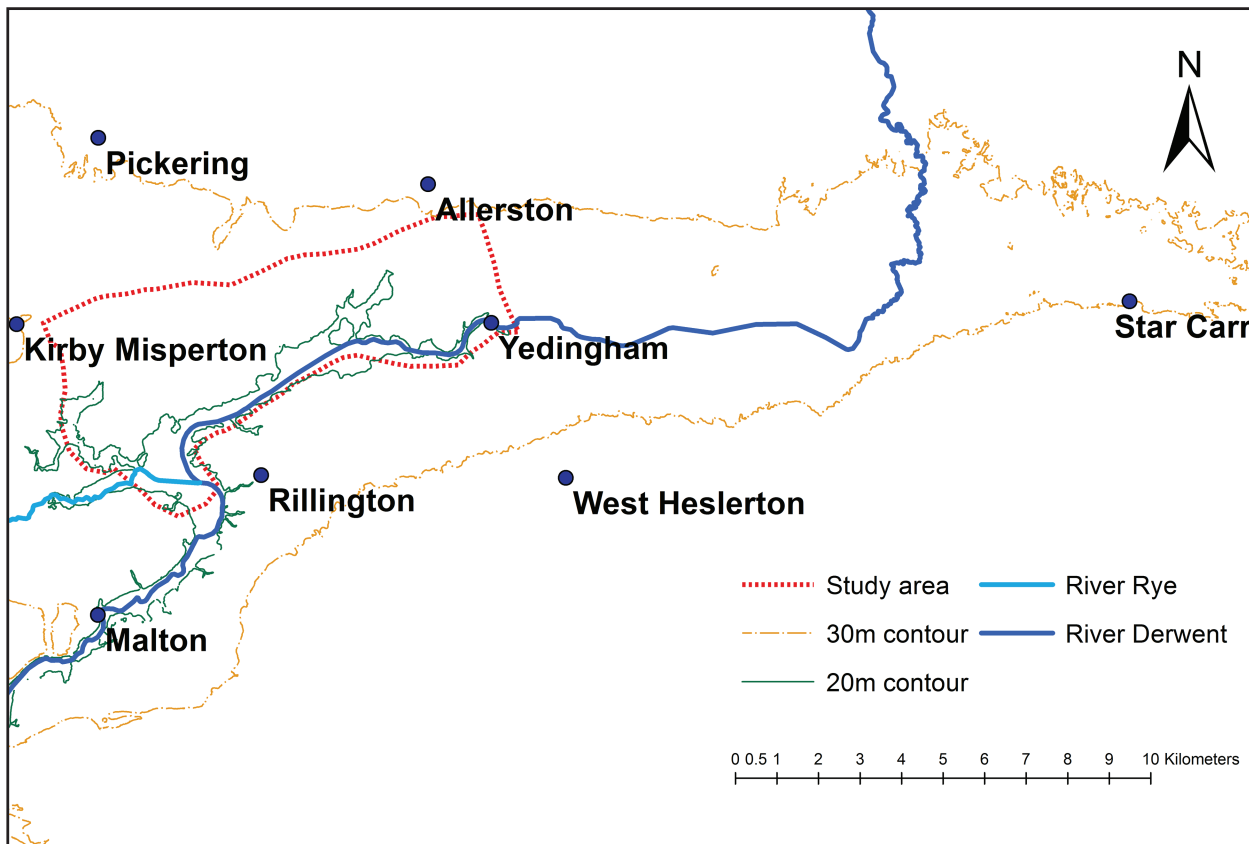 N
Pickering
Allerston
Kirby Misperton
Yedingham
Star Carr
Rillington
West Heslerton
Malton
Study area
River Rye
30m contour
River Derwent
20m contour
0 0.5 1 2 3 4 5 6 7 8 9 10 Kilometers